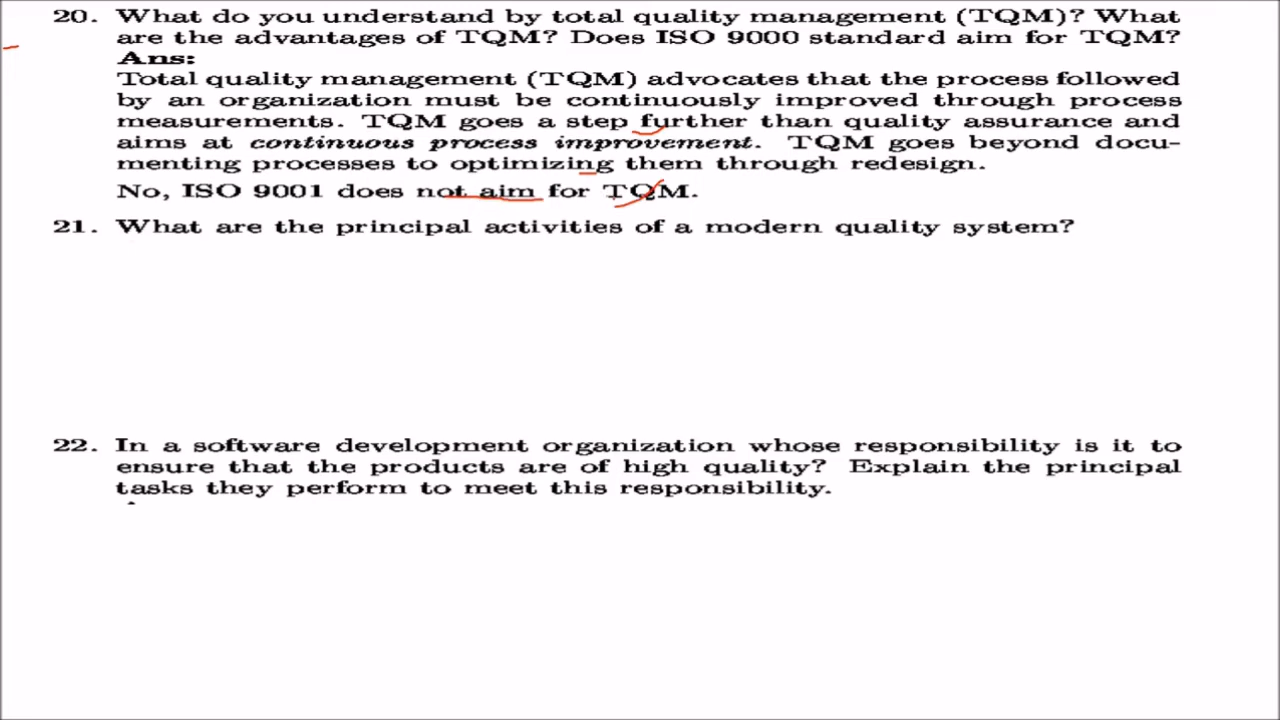 20. What do you understand by total quality management (TQM)? What
are the advantages of TQM? Does ISO 9000 standard aim for TQM?
Ans:
Total quality management (TQM) advocates that the process followed
by an organization must be continuously improved through process
measurements. TQM goes a step further than quality assurance and
aims at continuous process improvement. TQM goes beyond docu-
menting processes to optimizing them through redesign.
No, ISO 9001 does not aim for TQM.
21. What are the principal activities of a modern quality system?
22. In a software development organization whose responsibility is it to
ensure that the products are of high quality? Explain the principal
tasks they perform to meet this responsibility.